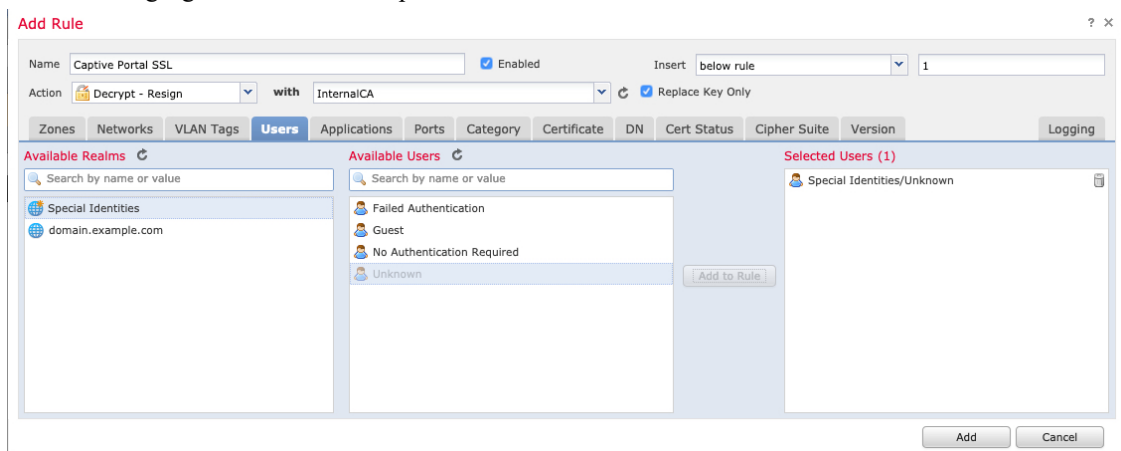 Add Rule ? ×
Name Captive Portal SSL Enabled Insert below rule 1
Action Decrypt - Resign with InternalCA Replace Key Only
Zones Networks VLAN Tags Users Applications Ports Category Certificate DN Cert Status Cipher Suite Version Logging
Available Realms Available Users Selected Users (1)
Search by name or value Search by name or value Special Identities/Unknown
Special Identities Failed Authentication
domain.example.com Guest
No Authentication Required
Unknown Add to Rule
Add Cancel